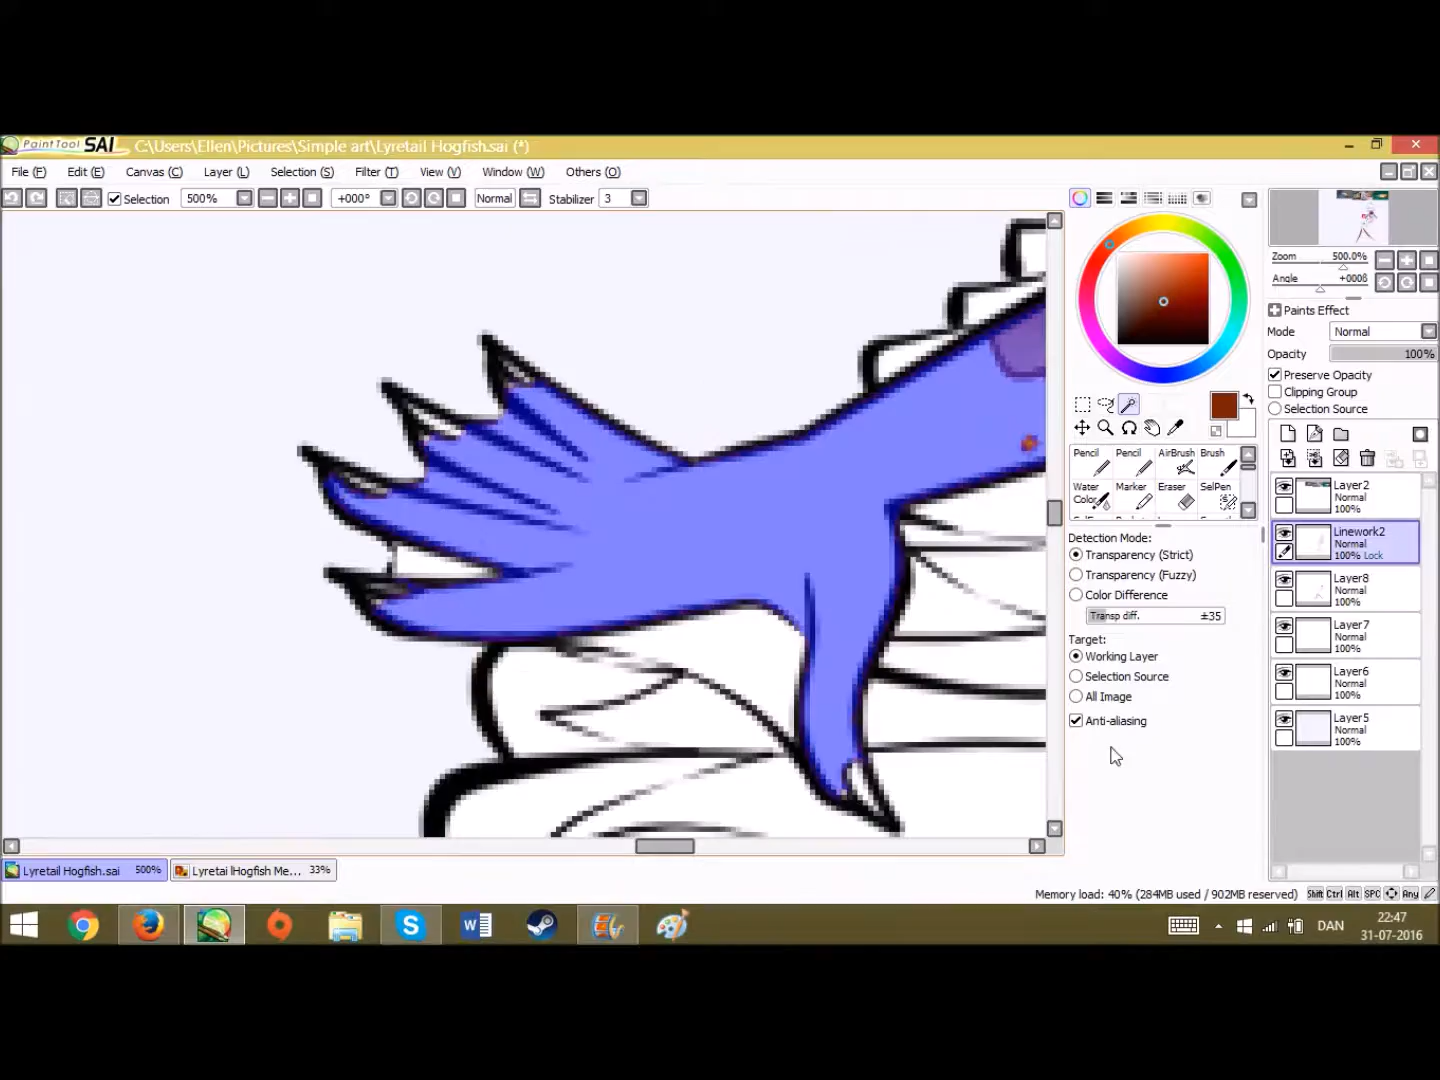 PaintTool SAI C:\Users\Ellen\Pictures\Simple art\Lyretail Hogfish.sai (*)
File (F) Edit (E) Canvas (C) Layer (L) Selection (S) Filter (T) View (V) Window (W) Others (O)
Selection 500% +000° Normal Stabilizer 3
Zoom 500.0%
Angle +000ß
Paints Effect
Mode Normal
Opacity 100%
Preserve Opacity
Clipping Group
Selection Source
Pencil Pencil AirBrush Brush
Water Color Marker Eraser SelPen
Detection Mode:
Transparency (Strict)
Transparency (Fuzzy)
Color Difference
Transp diff. ±35
Target:
Working Layer
Selection Source
All Image
Anti-aliasing
Layer2
Normal
100%
Linework2
Normal
100% Lock
Layer8
Normal
100%
Layer7
Normal
100%
Layer6
Normal
100%
Layer5
Normal
100%
Lyretail Hogfish.sai 500% Lyretai lHogfish Me... 33%
Memory load: 40% (284MB used / 902MB reserved) Shift Ctrl Alt SPC Any
DAN
22:47
31-07-2016